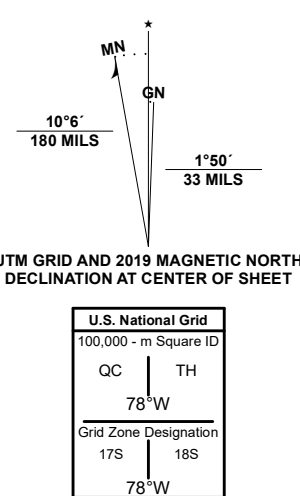 ★
MN
GN
10°6´
180 MILS
1°50´
33 MILS
UTM GRID AND 2019 MAGNETIC NORTH
DECLINATION AT CENTER OF SHEET
U.S. National Grid
100,000 - m Square ID
QC TH
78°W
Grid Zone Designation
17S 18S
78°W